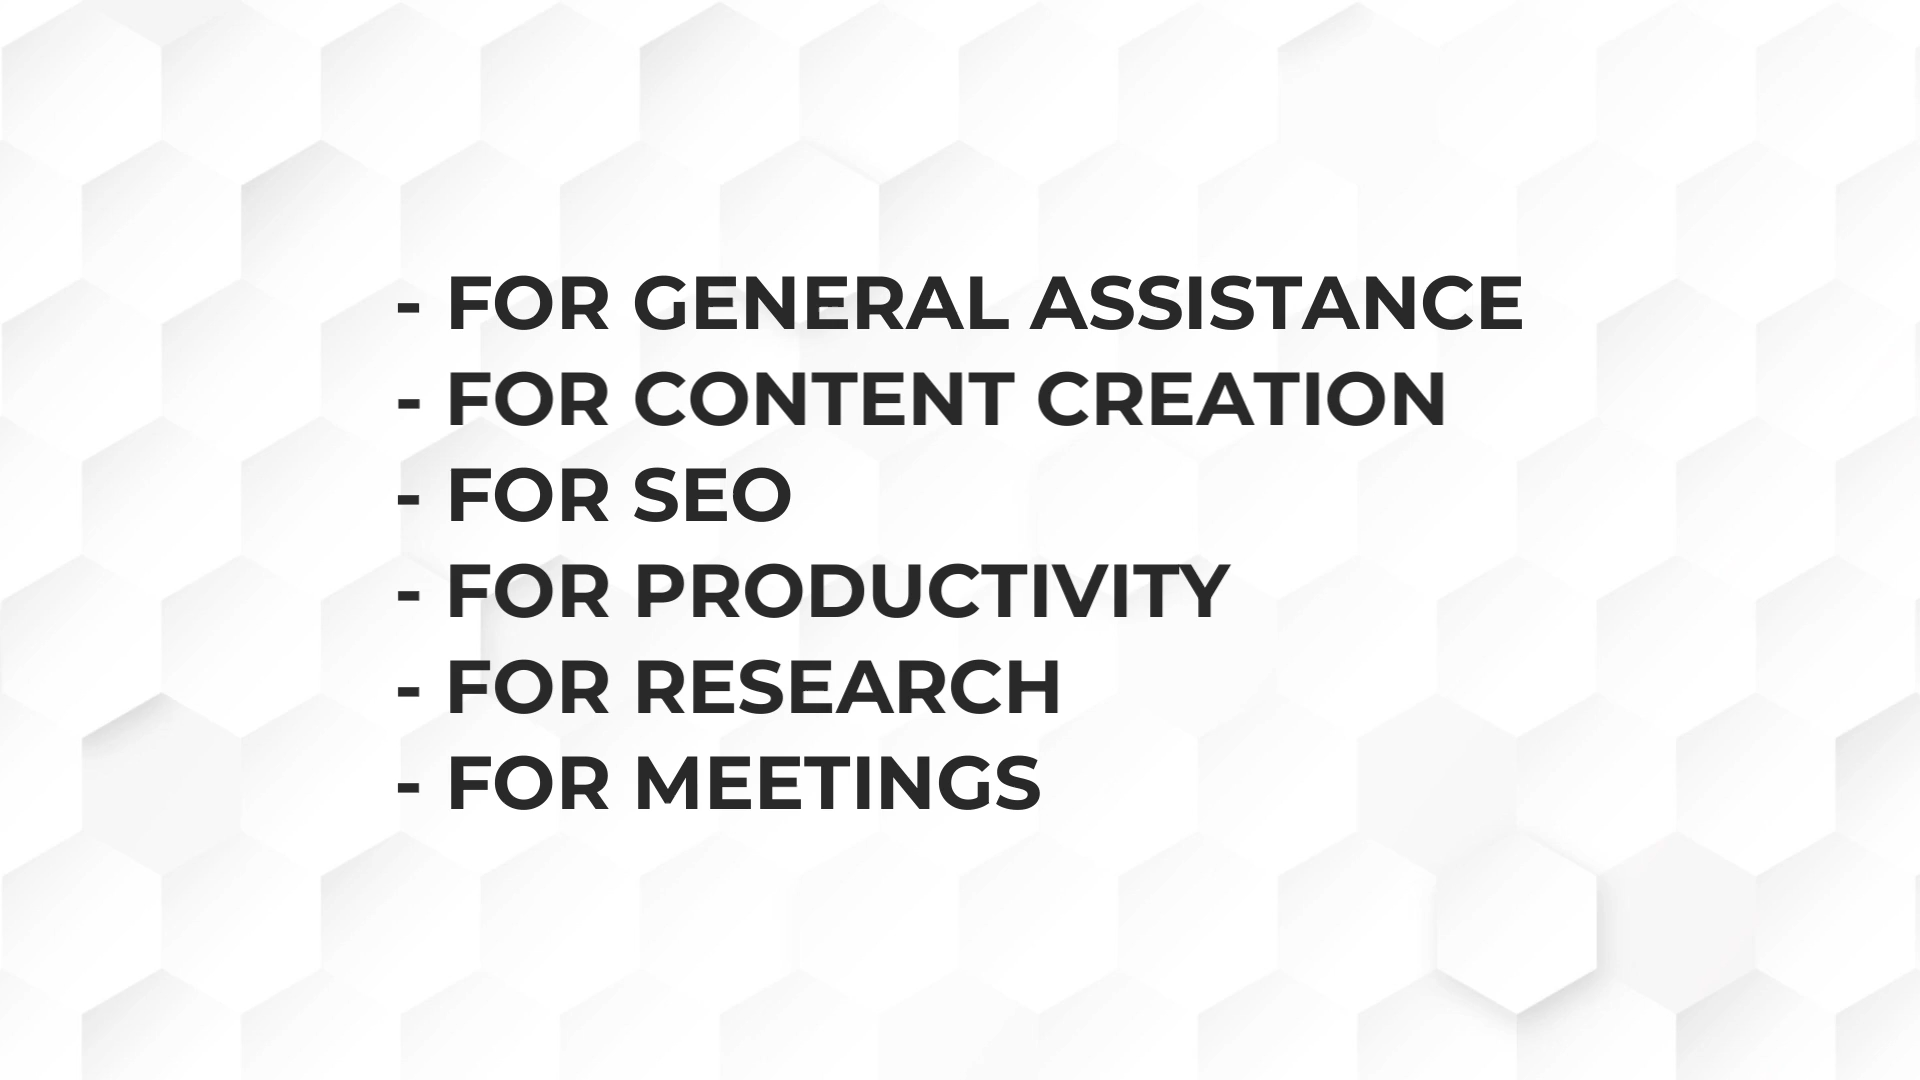 - FOR GENERAL ASSISTANCE
- FOR CONTENT CREATION
- FOR SEO
- FOR PRODUCTIVITY
- FOR RESEARCH
- FOR MEETINGS